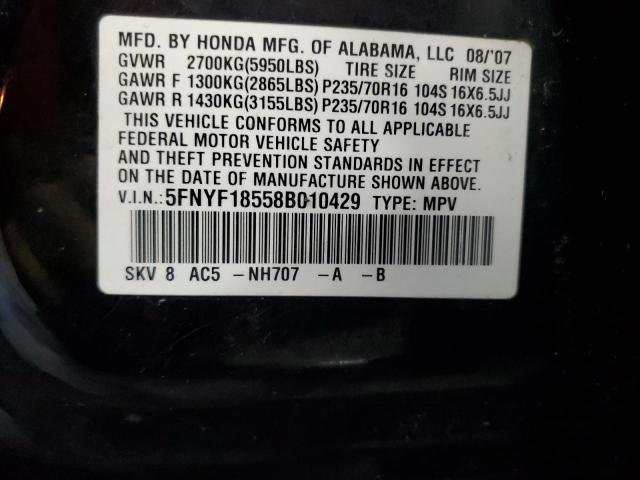 MFD. BY HONDA MFG. OF ALABAMA, LLC 08/'07
GVWR 2700KG(5950LBS) TIRE SIZE RIM SIZE
GAWR F 1300KG(2865LBS) P235/70R16 104S 16X6.5JJ
GAWR R 1430KG(3155LBS) P235/70R16 104S 16X6.5JJ
THIS VEHICLE CONFORMS TO ALL APPLICABLE
FEDERAL MOTOR VEHICLE SAFETY
AND THEFT PREVENTION STANDARDS IN EFFECT
ON THE DATE OF MANUFACTURE SHOWN ABOVE.
V.I.N.: 5FNYF18558B010429 TYPE: MPV
SKV 8 AC5 -NH707 -A -B